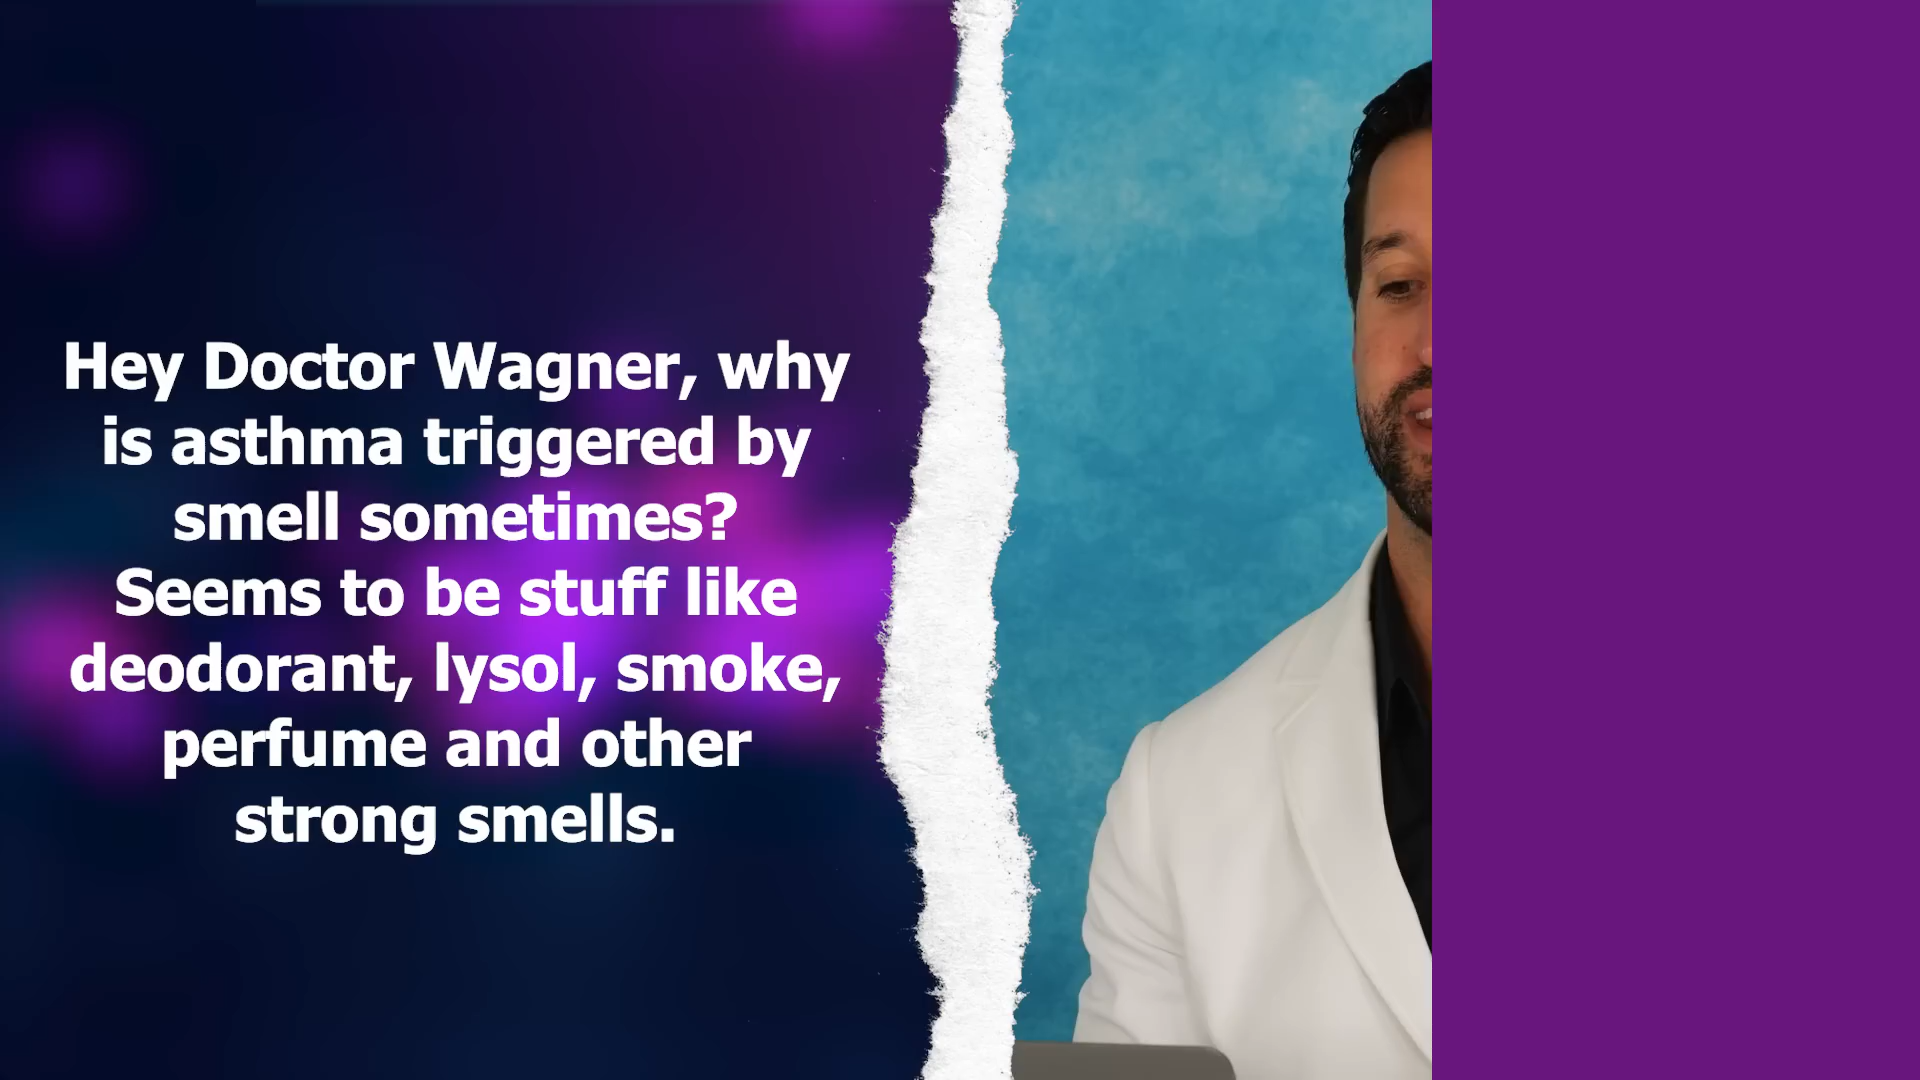 Hey Doctor Wagner, why
is asthma triggered by
smell sometimes?
Seems to be stuff like
deodorant, lysol, smoke,
perfume and other
strong smells.